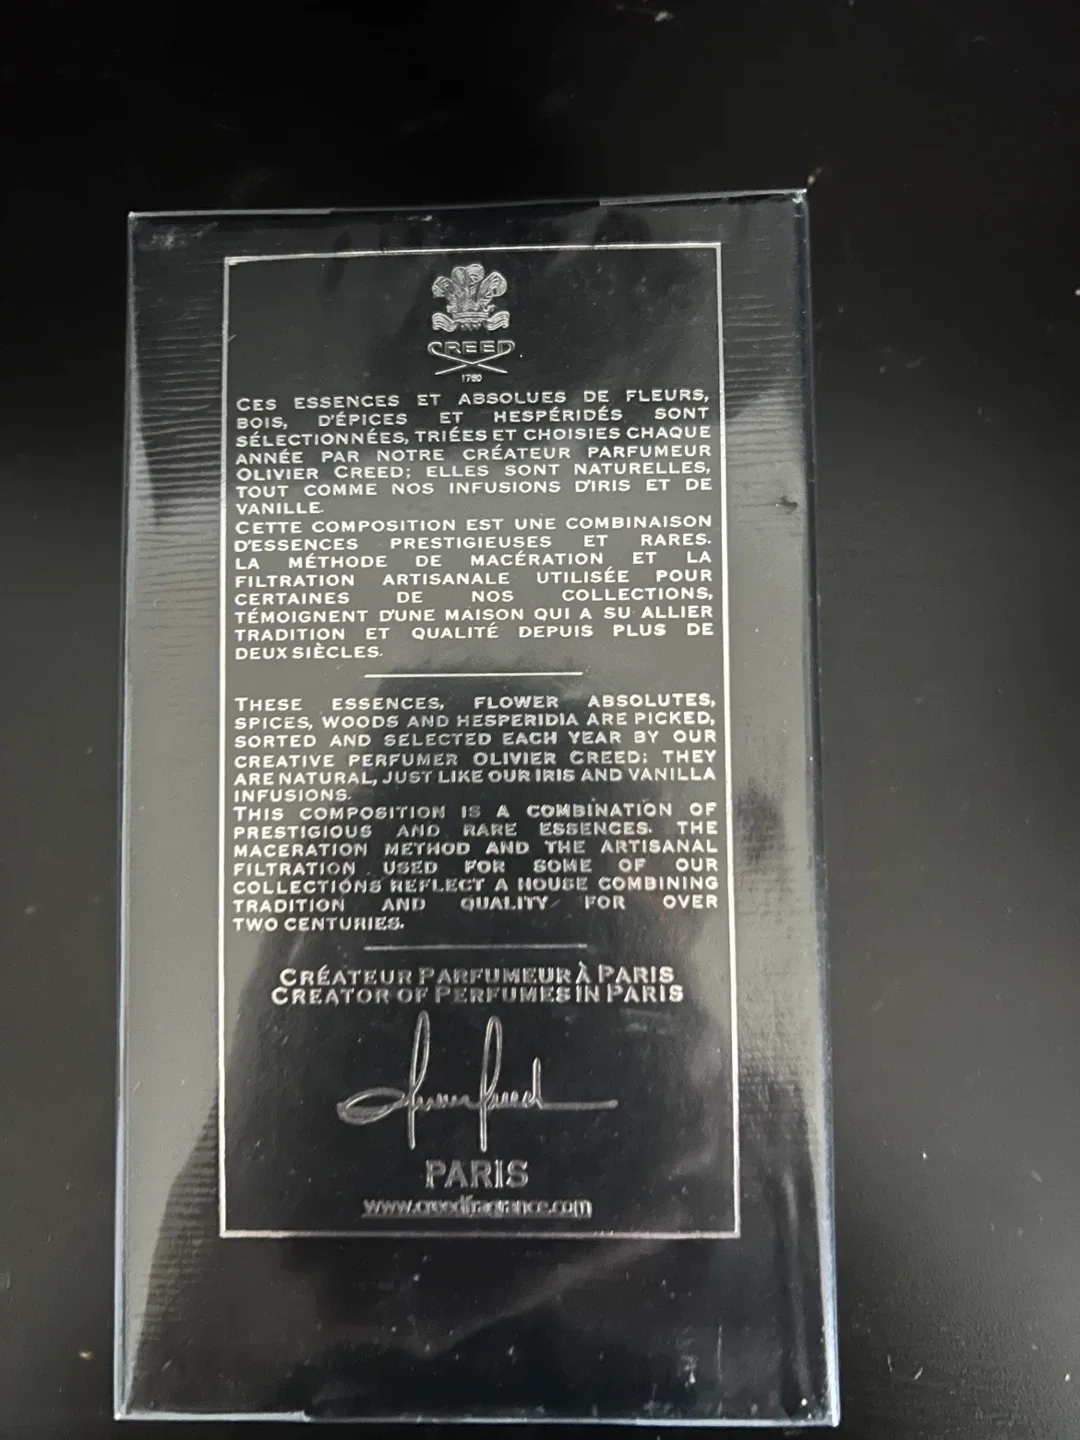 CREED
1760
CES ESSENCES ET ABSOLUES DE FLEURS,
BOIS, D'ÉPICES ET HESPÉRIDÉS SONT
SÉLECTIONNÉES, TRIÉES ET CHOISIES CHAQUE
ANNÉE PAR NOTRE CRÉATEUR PARFUMEUR
OLIVIER CREED; ELLES SONT NATURELLES,
TOUT COMME NOS INFUSIONS D'IRIS ET DE
VANILLE.
CETTE COMPOSITION EST UNE COMBINAISON
D'ESSENCES PRESTIGIEUSES ET RARES.
LA MÉTHODE DE MACÉRATION ET LA
FILTRATION ARTISANALE UTILISÉE POUR
CERTAINES DE NOS COLLECTIONS,
TÉMOIGNENT D'UNE MAISON QUI A SU ALLIER
TRADITION ET QUALITÉ DEPUIS PLUS DE
DEUX SIÈCLES.
THESE ESSENCES, FLOWER ABSOLUTES,
SPICES, WOODS AND HESPERIDIA ARE PICKED,
SORTED AND SELECTED EACH YEAR BY OUR
CREATIVE PERFUMER OLIVIER CREED; THEY
ARE NATURAL, JUST LIKE OUR IRIS AND VANILLA
INFUSIONS.
THIS COMPOSITION IS A COMBINATION OF
PRESTIGIOUS AND RARE ESSENCES. THE
MACERATION METHOD AND THE ARTISANAL
FILTRATION USED FOR SOME OF OUR
COLLECTIONS REFLECT A HOUSE COMBINING
TRADITION AND QUALITY FOR OVER
TWO CENTURIES.
CRÉATEUR PARFUMEUR À PARIS
CREATOR OF PERFUMES IN PARIS
PARIS
www.creedfragrance.com